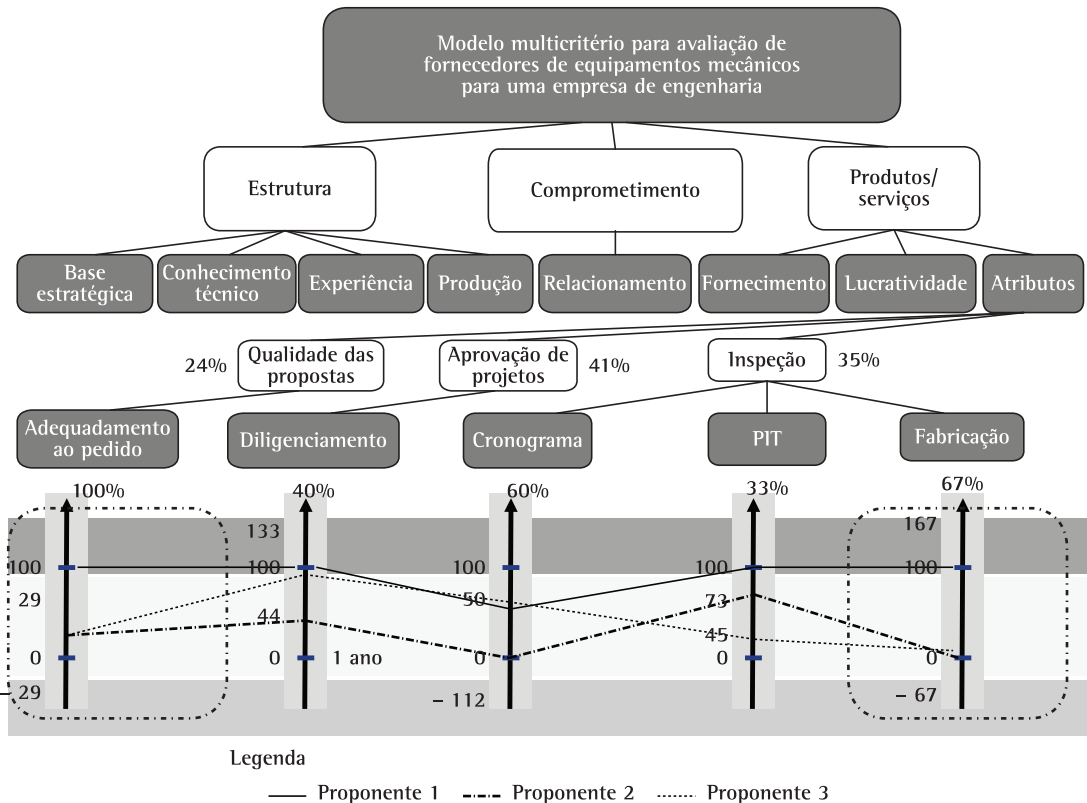 Modelo multicritério para avaliação de
fornecedores de equipamentos mecânicos
para uma empresa de engenharia
Estrutura
Comprometimento
Produtos/
serviços
Base
estratégica
Conhecimento
técnico
Experiência
Produção
Relacionamento
Fornecimento
Lucratividade
Atributos
24%
Qualidade das
propostas
Aprovação de
projetos
41%
Inspeção
35%
Adequadamento
ao pedido
Diligenciamento
Cronograma
PIT
Fabricação
100%
40%
60%
33%
67%
133
167
100
100
100
100
100
29
44
50
73
45
0
0
1 ano
0
0
0
– 29
– 112
– 67
Legenda
Proponente 1
Proponente 2
Proponente 3